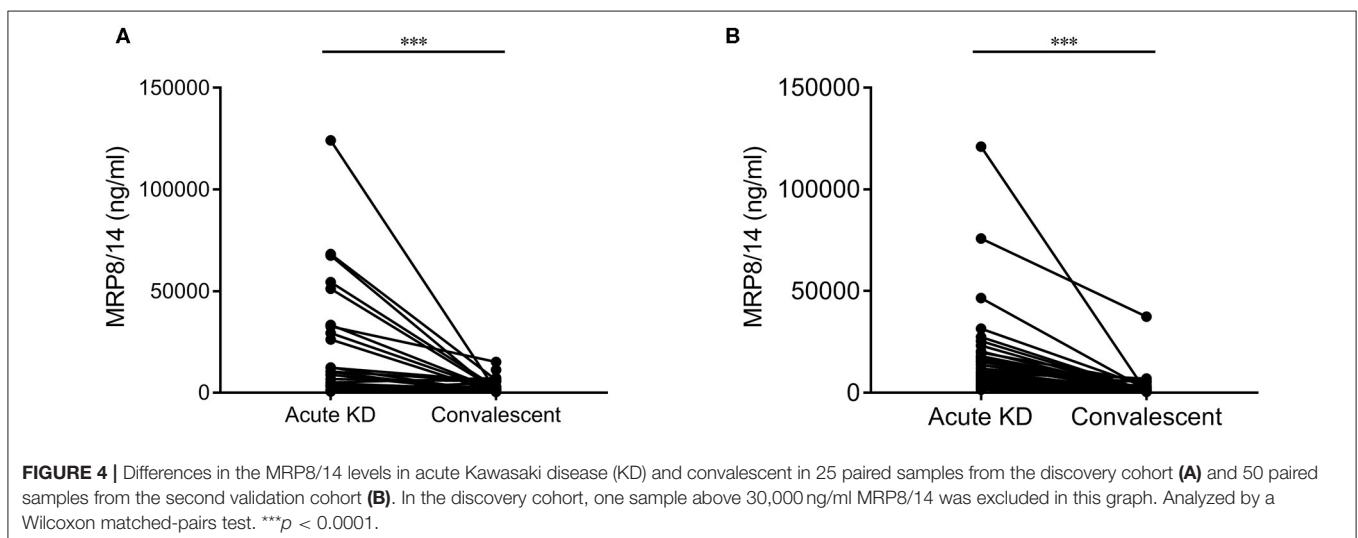 A
***
150000
100000
50000
0
MRP8/14 (ng/ml)
Acute KD
Convalescent
B
***
150000
100000
50000
0
MRP8/14 (ng/ml)
Acute KD
Convalescent
FIGURE 4 | Differences in the MRP8/14 levels in acute Kawasaki disease (KD) and convalescent in 25 paired samples from the discovery cohort (A) and 50 paired
samples from the second validation cohort (B). In the discovery cohort, one sample above 30,000 ng/ml MRP8/14 was excluded in this graph. Analyzed by a
Wilcoxon matched-pairs test. ***p < 0.0001.